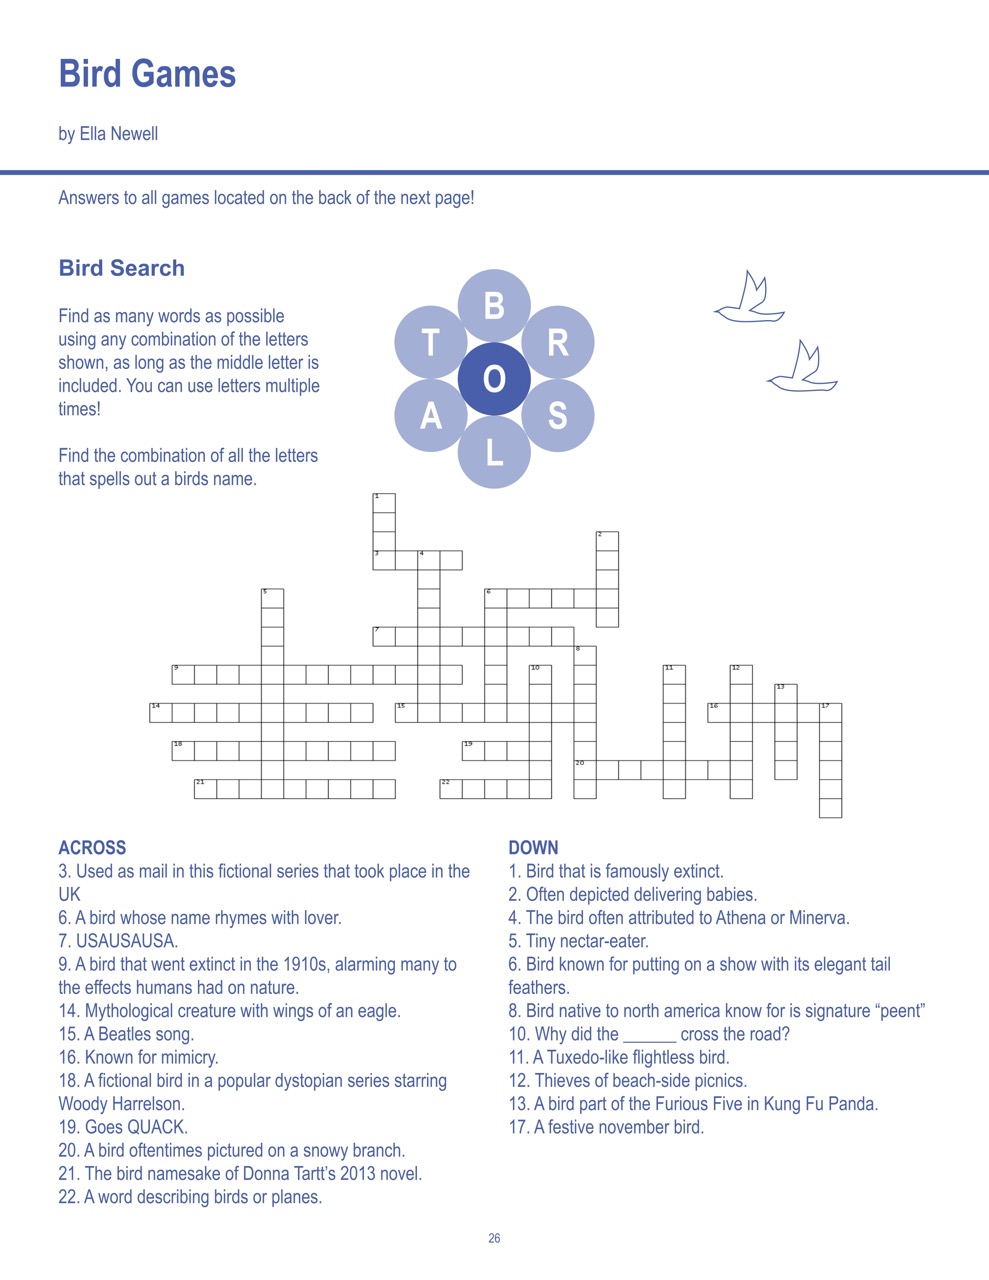 Bird Games
by Ella Newell
Answers to all games located on the back of the next page!
Bird Search
Find as many words as possible
using any combination of the letters
shown, as long as the middle letter is
included. You can use letters multiple
times!
Find the combination of all the letters
that spells out a birds name.
B
T
R
O
A
S
L
1
2
3
4
5
6
7
8
9
10
11
12
13
14
15
16
17
18
19
20
21
22
ACROSS
3. Used as mail in this fictional series that took place in the
UK
6. A bird whose name rhymes with lover.
7. USAUSAUSA.
9. A bird that went extinct in the 1910s, alarming many to
the effects humans had on nature.
14. Mythological creature with wings of an eagle.
15. A Beatles song.
16. Known for mimicry.
18. A fictional bird in a popular dystopian series starring
Woody Harrelson.
19. Goes QUACK.
20. A bird oftentimes pictured on a snowy branch.
21. The bird namesake of Donna Tartt's 2013 novel.
22. A word describing birds or planes.
DOWN
1. Bird that is famously extinct.
2. Often depicted delivering babies.
4. The bird often attributed to Athena or Minerva.
5. Tiny nectar-eater.
6. Bird known for putting on a show with its elegant tail
feathers.
8. Bird native to north america know for is signature “peent”
10. Why did the ______ cross the road?
11. A Tuxedo-like flightless bird.
12. Thieves of beach-side picnics.
13. A bird part of the Furious Five in Kung Fu Panda.
17. A festive november bird.
26